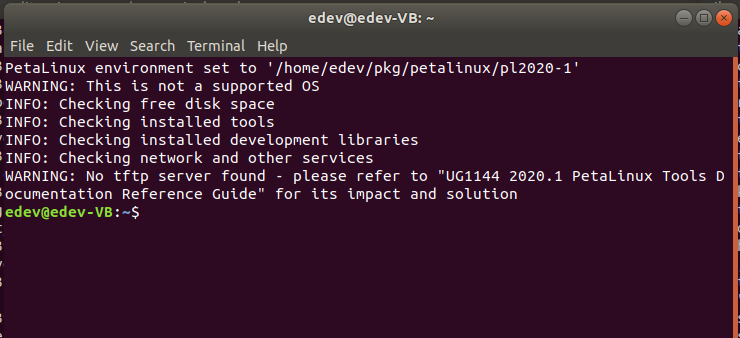 edev@edev-VB: ~
File Edit View Search Terminal Help
PetaLinux environment set to '/home/edev/pkg/petalinux/pl2020-1'
WARNING: This is not a supported OS
INFO: Checking free disk space
INFO: Checking installed tools
INFO: Checking installed development libraries
INFO: Checking network and other services
WARNING: No tftp server found - please refer to "UG1144 2020.1 PetaLinux Tools D
ocumentation Reference Guide" for its impact and solution
edev@edev-VB:~$